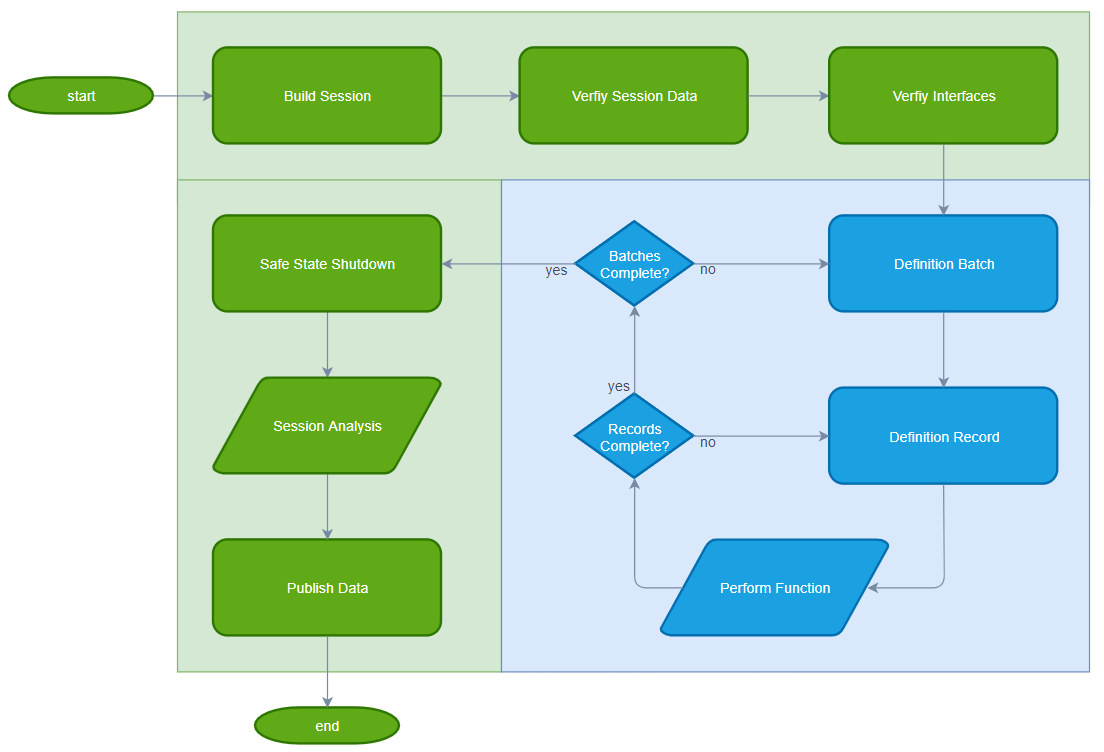 start
Build Session
Verfiy Session Data
Verfiy Interfaces
Safe State Shutdown
yes
Batches
Complete?
no
Definition Batch
Session Analysis
yes
Records
Complete?
no
Definition Record
Publish Data
Perform Function
end